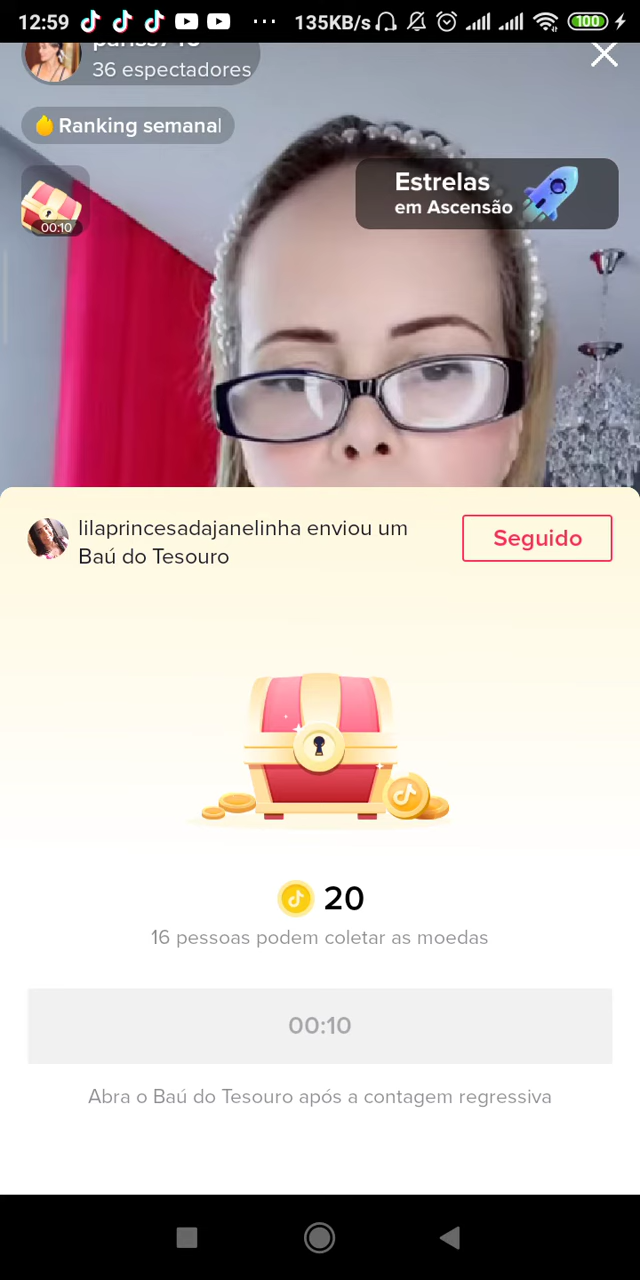 12:59
135KB/s
100
36 espectadores
Ranking semanal
Estrelas
em Ascensão
00:10
lilaprincesadajanelinha enviou um
Baú do Tesouro
Seguido
20
16 pessoas podem coletar as moedas
00:10
Abra o Baú do Tesouro após a contagem regressiva